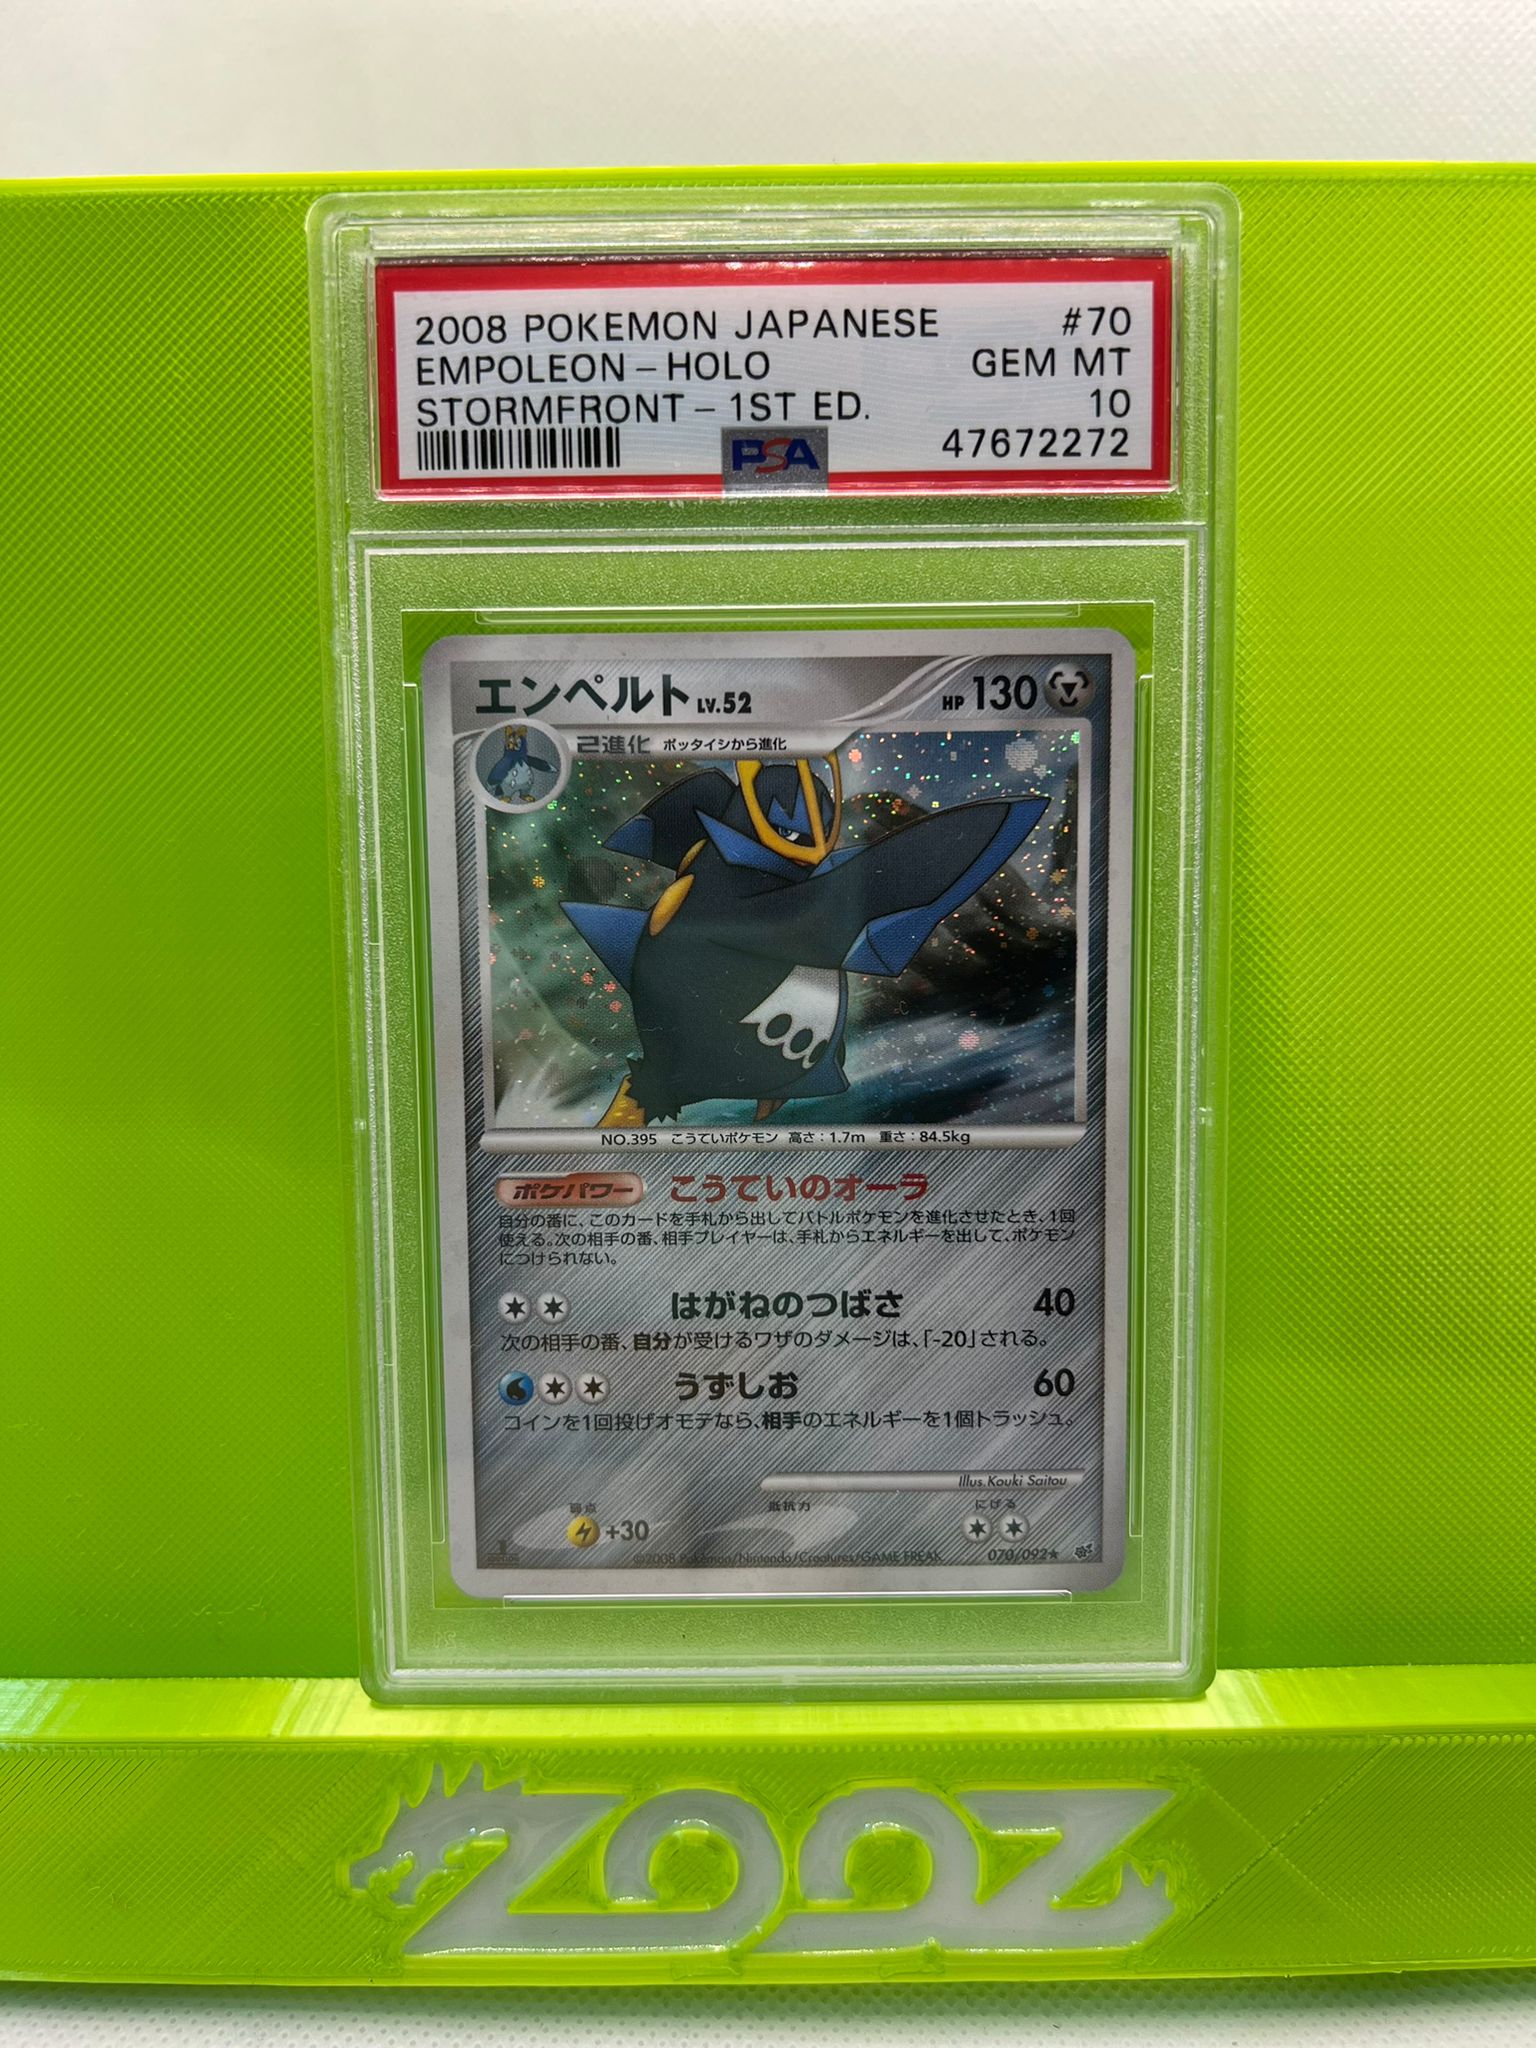 2008 POKEMON JAPANESE #70
EMPOLEON-HOLO GEM MT
STORMFRONT-1ST ED. 10
PSA 47672272
エンペルト LV.52 HP 130
2進化 ポッタイシから進化
NO.395 こうていポケモン 高さ:1.7m 重さ:84.5kg
ポケパワー こうていのオーラ
自分の番に、このカードを手札から出してバトルポケモンを進化させたとき、1回
使える。次の相手の番、相手プレイヤーは、手札からエネルギーを出して、ポケモン
につけられない。
はがねのつばさ 40
次の相手の番、自分が受けるワザのダメージは、「-20」される。
うずしお 60
コインを1回投げオモテなら、相手のエネルギーを1個トラッシュ。
Illus.Kouki Saitou
弱点 抵抗力 にげる
+30
©2008 Pokémon/Nintendo/Creatures/GAME FREAK. 070/092★
ZOOZ